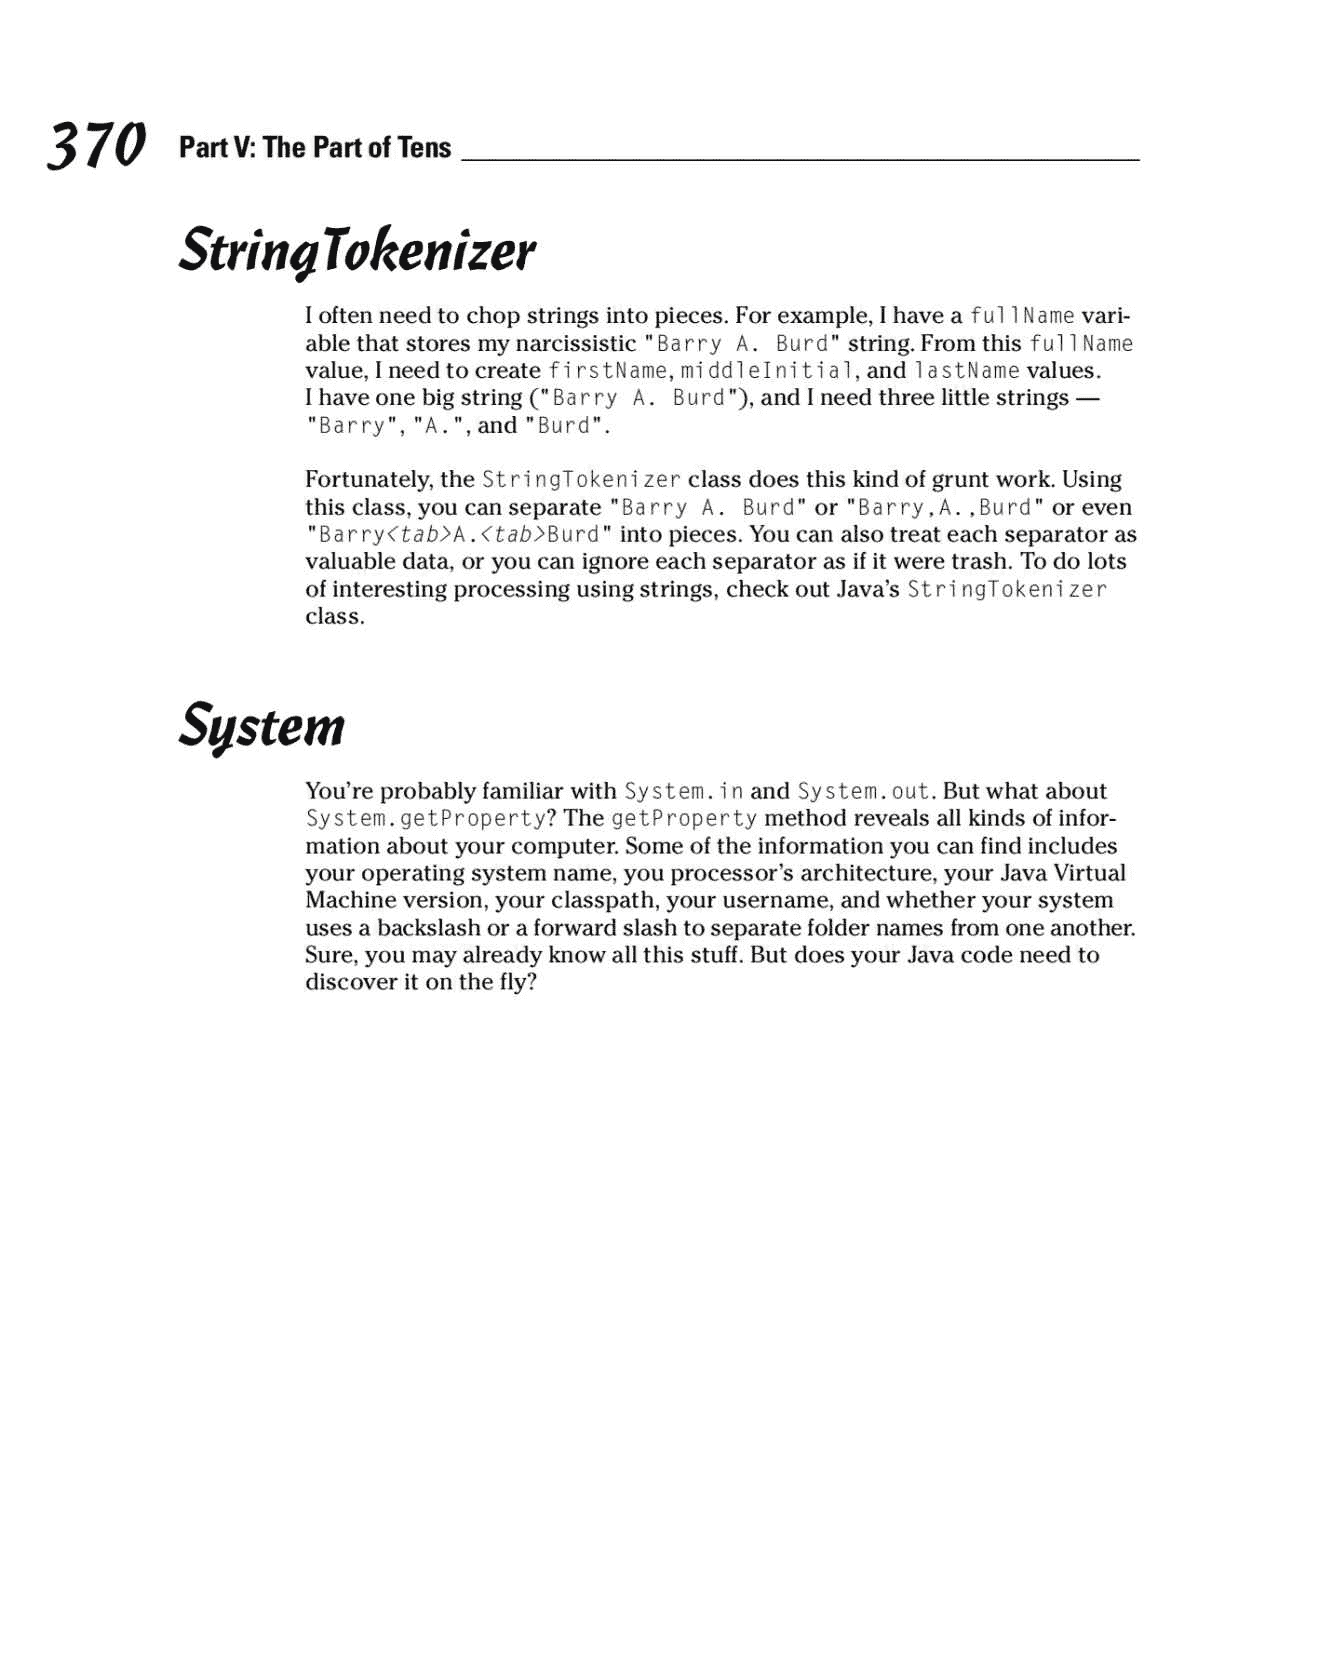 370 Part V: The Part of Tens
StringTokenizer
I often need to chop strings into pieces. For example, I have a fullName vari-
able that stores my narcissistic "Barry A. Burd" string. From this fullName
value, I need to create firstName, middleInitial, and lastName values.
I have one big string ("Barry A. Burd"), and I need three little strings —
"Barry", "A.", and "Burd".
Fortunately, the StringTokenizer class does this kind of grunt work. Using
this class, you can separate "Barry A. Burd" or "Barry,A.,Burd" or even
"Barry<tab>A.<tab>Burd" into pieces. You can also treat each separator as
valuable data, or you can ignore each separator as if it were trash. To do lots
of interesting processing using strings, check out Java’s StringTokenizer
class.
System
You’re probably familiar with System.in and System.out. But what about
System.getProperty? The getProperty method reveals all kinds of infor-
mation about your computer. Some of the information you can find includes
your operating system name, you processor’s architecture, your Java Virtual
Machine version, your classpath, your username, and whether your system
uses a backslash or a forward slash to separate folder names from one another.
Sure, you may already know all this stuff. But does your Java code need to
discover it on the fly?